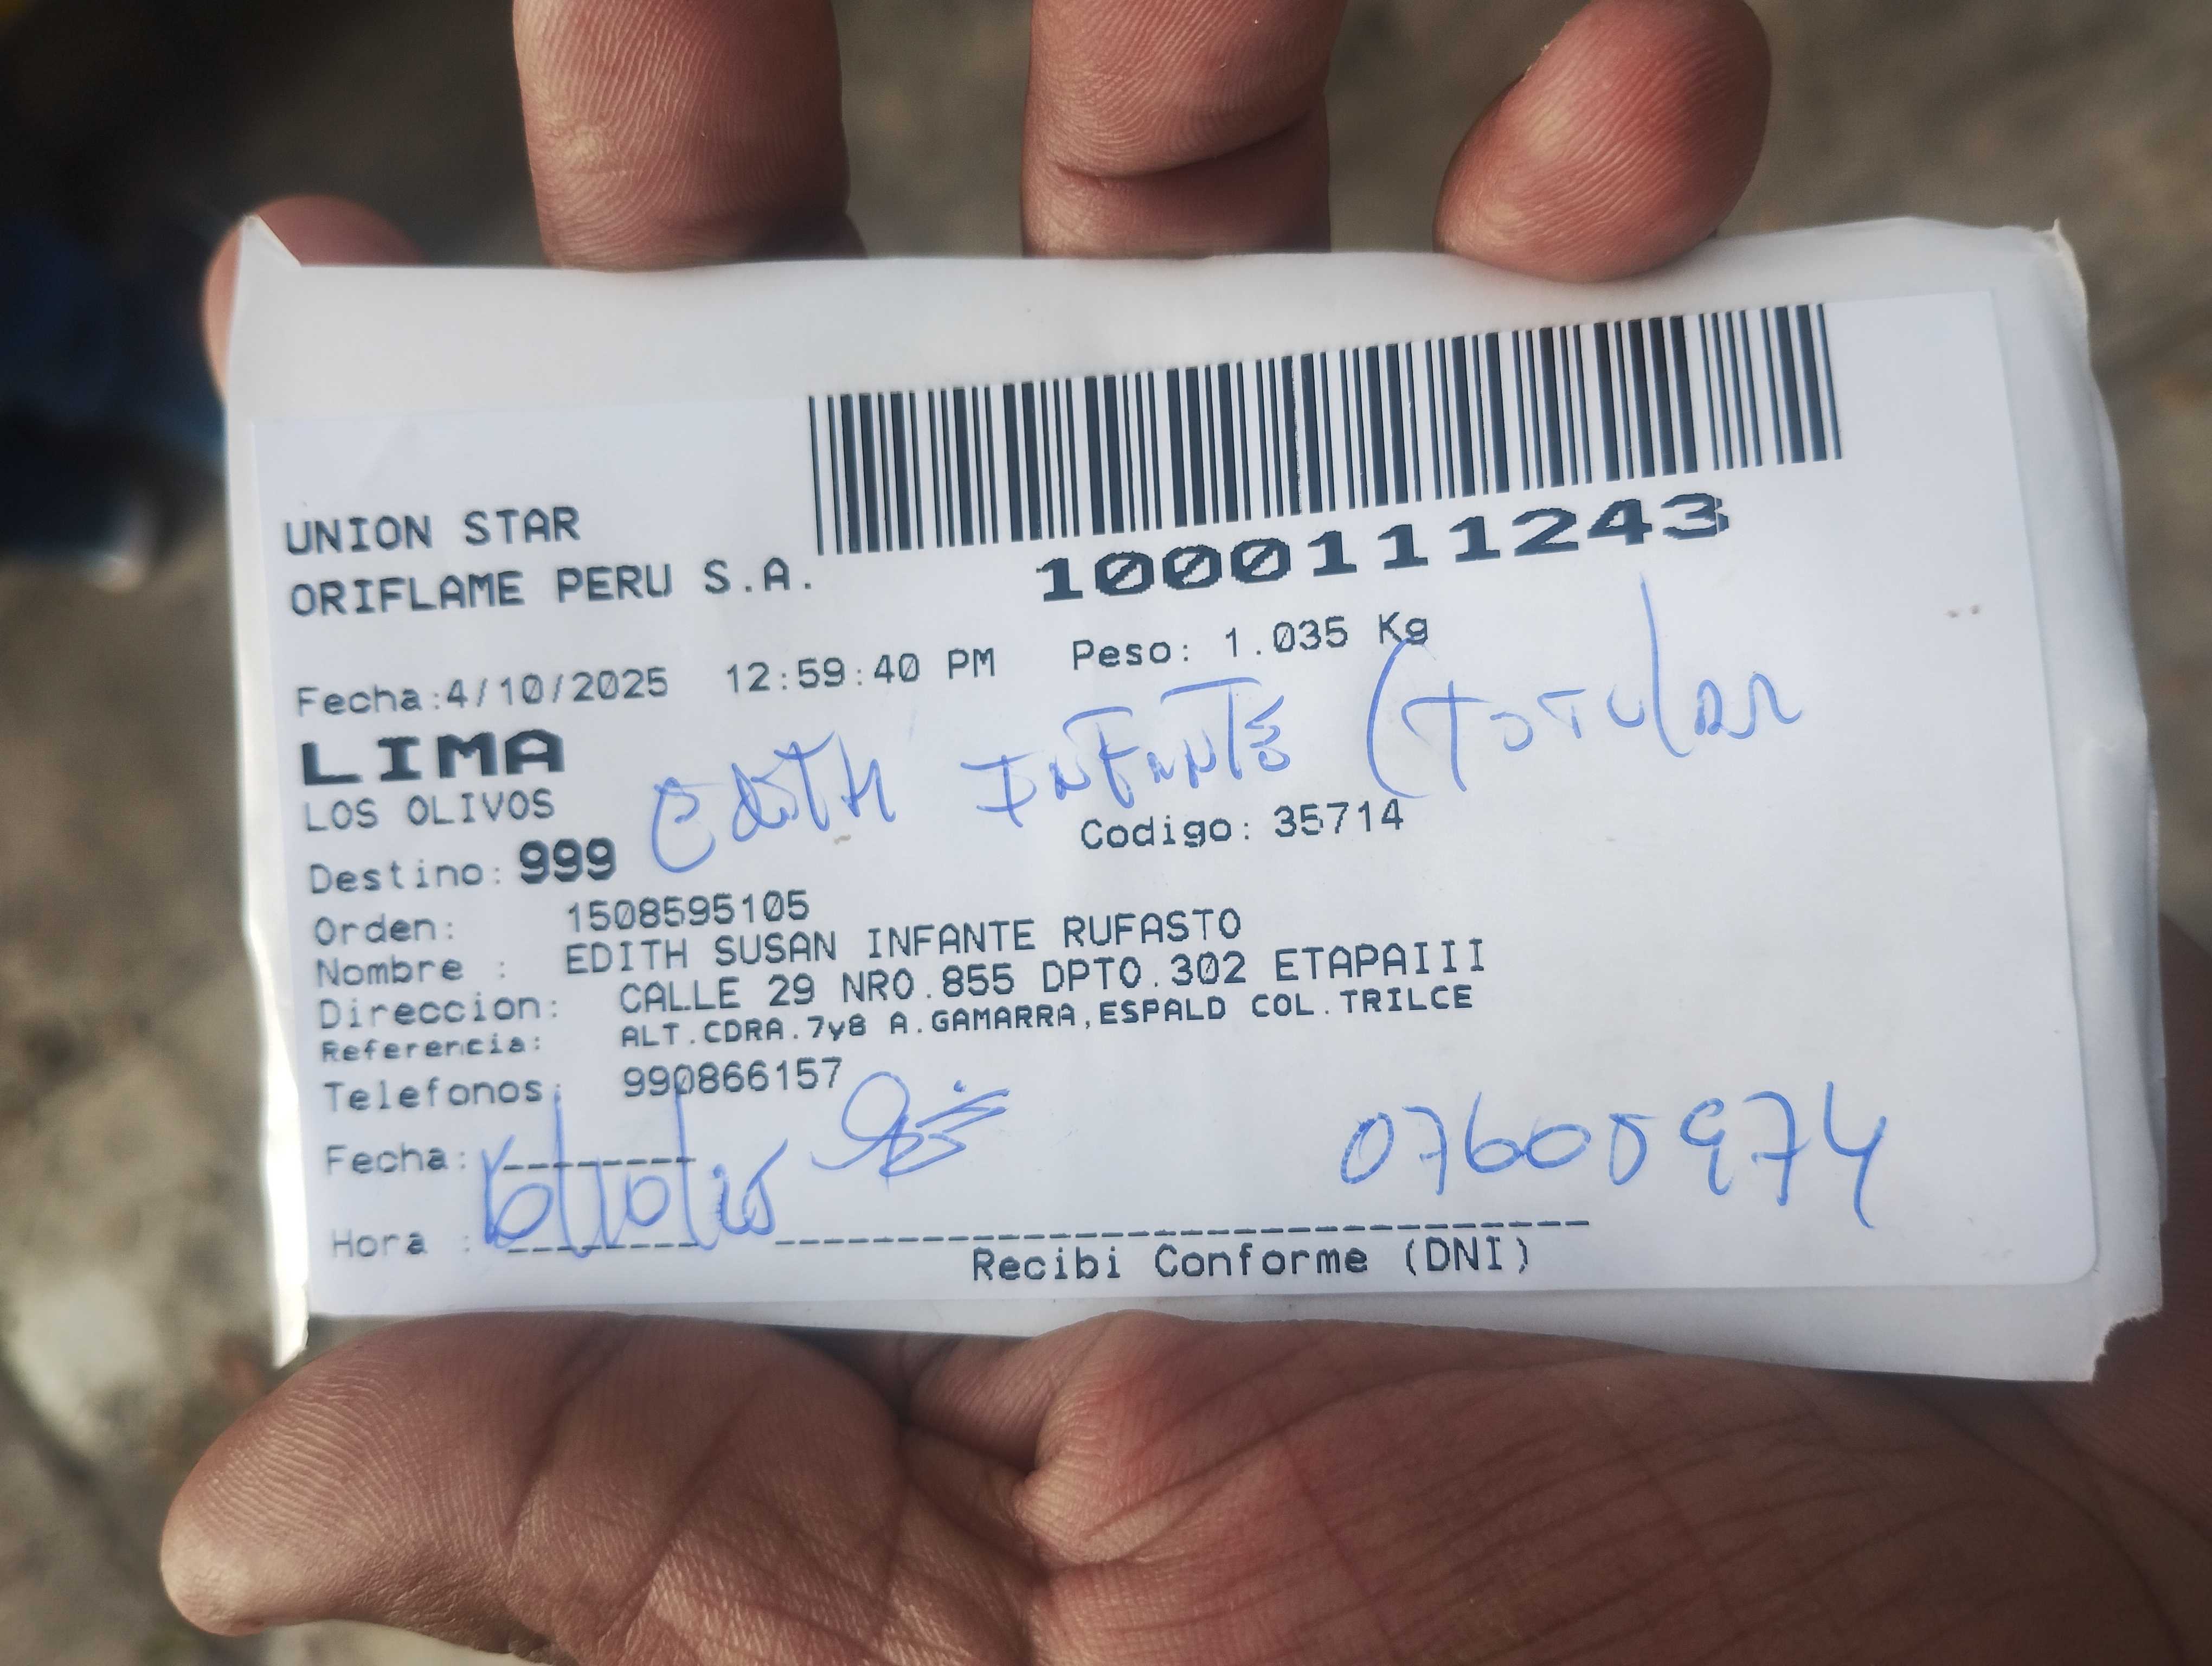 UNION STAR
ORIFLAME PERU S.A.
1000111243
Fecha:4/10/2025 12:59:40 PM Peso: 1.035 Kg
LIMA
LOS OLIVOS
EDITH INFANTE (TITULAR
Destino: 999 Codigo: 35714
Orden: 1508595105
Nombre : EDITH SUSAN INFANTE RUFASTO
Direccion: CALLE 29 NRO.855 DPTO.302 ETAPAIII
Referencia: ALT.CDRA.7y8 A.GAMARRA,ESPALD COL.TRILCE
Telefonos: 990866157
Fecha:
Hora :
Recibi Conforme (DNI)